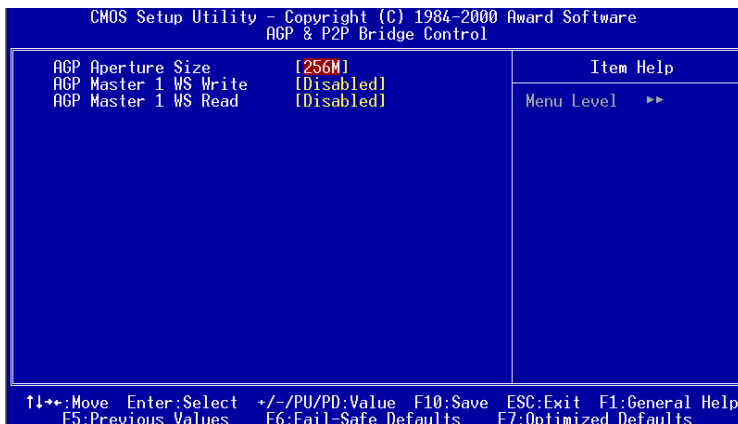 CMOS Setup Utility - Copyright (C) 1984-2000 Award Software
AGP & P2P Bridge Control
AGP Aperture Size [256M]
AGP Master 1 WS Write [Disabled]
AGP Master 1 WS Read [Disabled]
Item Help
Menu Level ▸▸
↑↓→←:Move Enter:Select +/-/PU/PD:Value F10:Save ESC:Exit F1:General Help
F5:Previous Values F6:Fail-Safe Defaults F7:Optimized Defaults